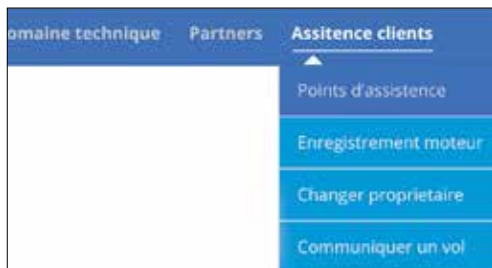 omaine technique Partners Assitence clients
Points d'assistence
Enregistrement moteur
Changer proprietaire
Communiquer un vol